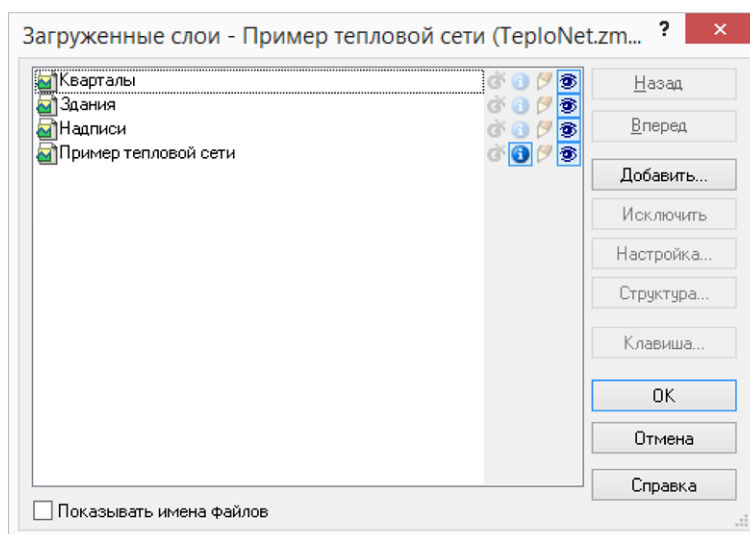 Загруженные слои - Пример тепловой сети (TeploNet.zm...
Кварталы
Здания
Надписи
Пример тепловой сети
Назад
Вперед
Добавить...
Исключить
Настройка...
Структура...
Клавиша...
ОК
Отмена
Справка
Показывать имена файлов